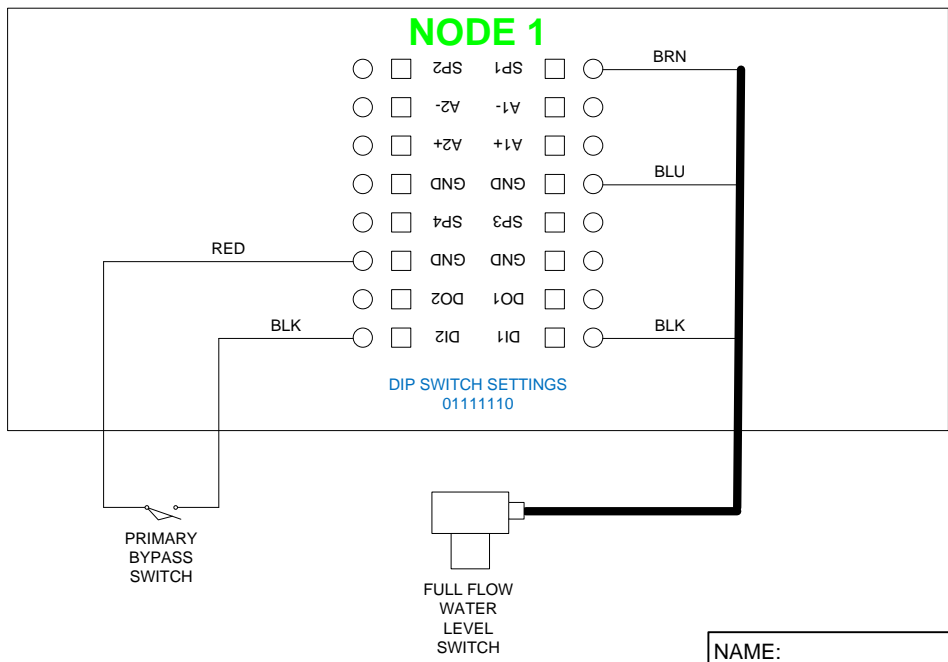 NODE 1
SP2 SP1 BRN
A2- A1-
A2+ A1+
GND GND BLU
SP4 SP3
RED GND GND
DO2 DO1
BLK DI2 DI1 BLK
DIP SWITCH SETTINGS
01111110
PRIMARY
BYPASS
SWITCH
FULL FLOW
WATER
LEVEL
SWITCH
NAME: